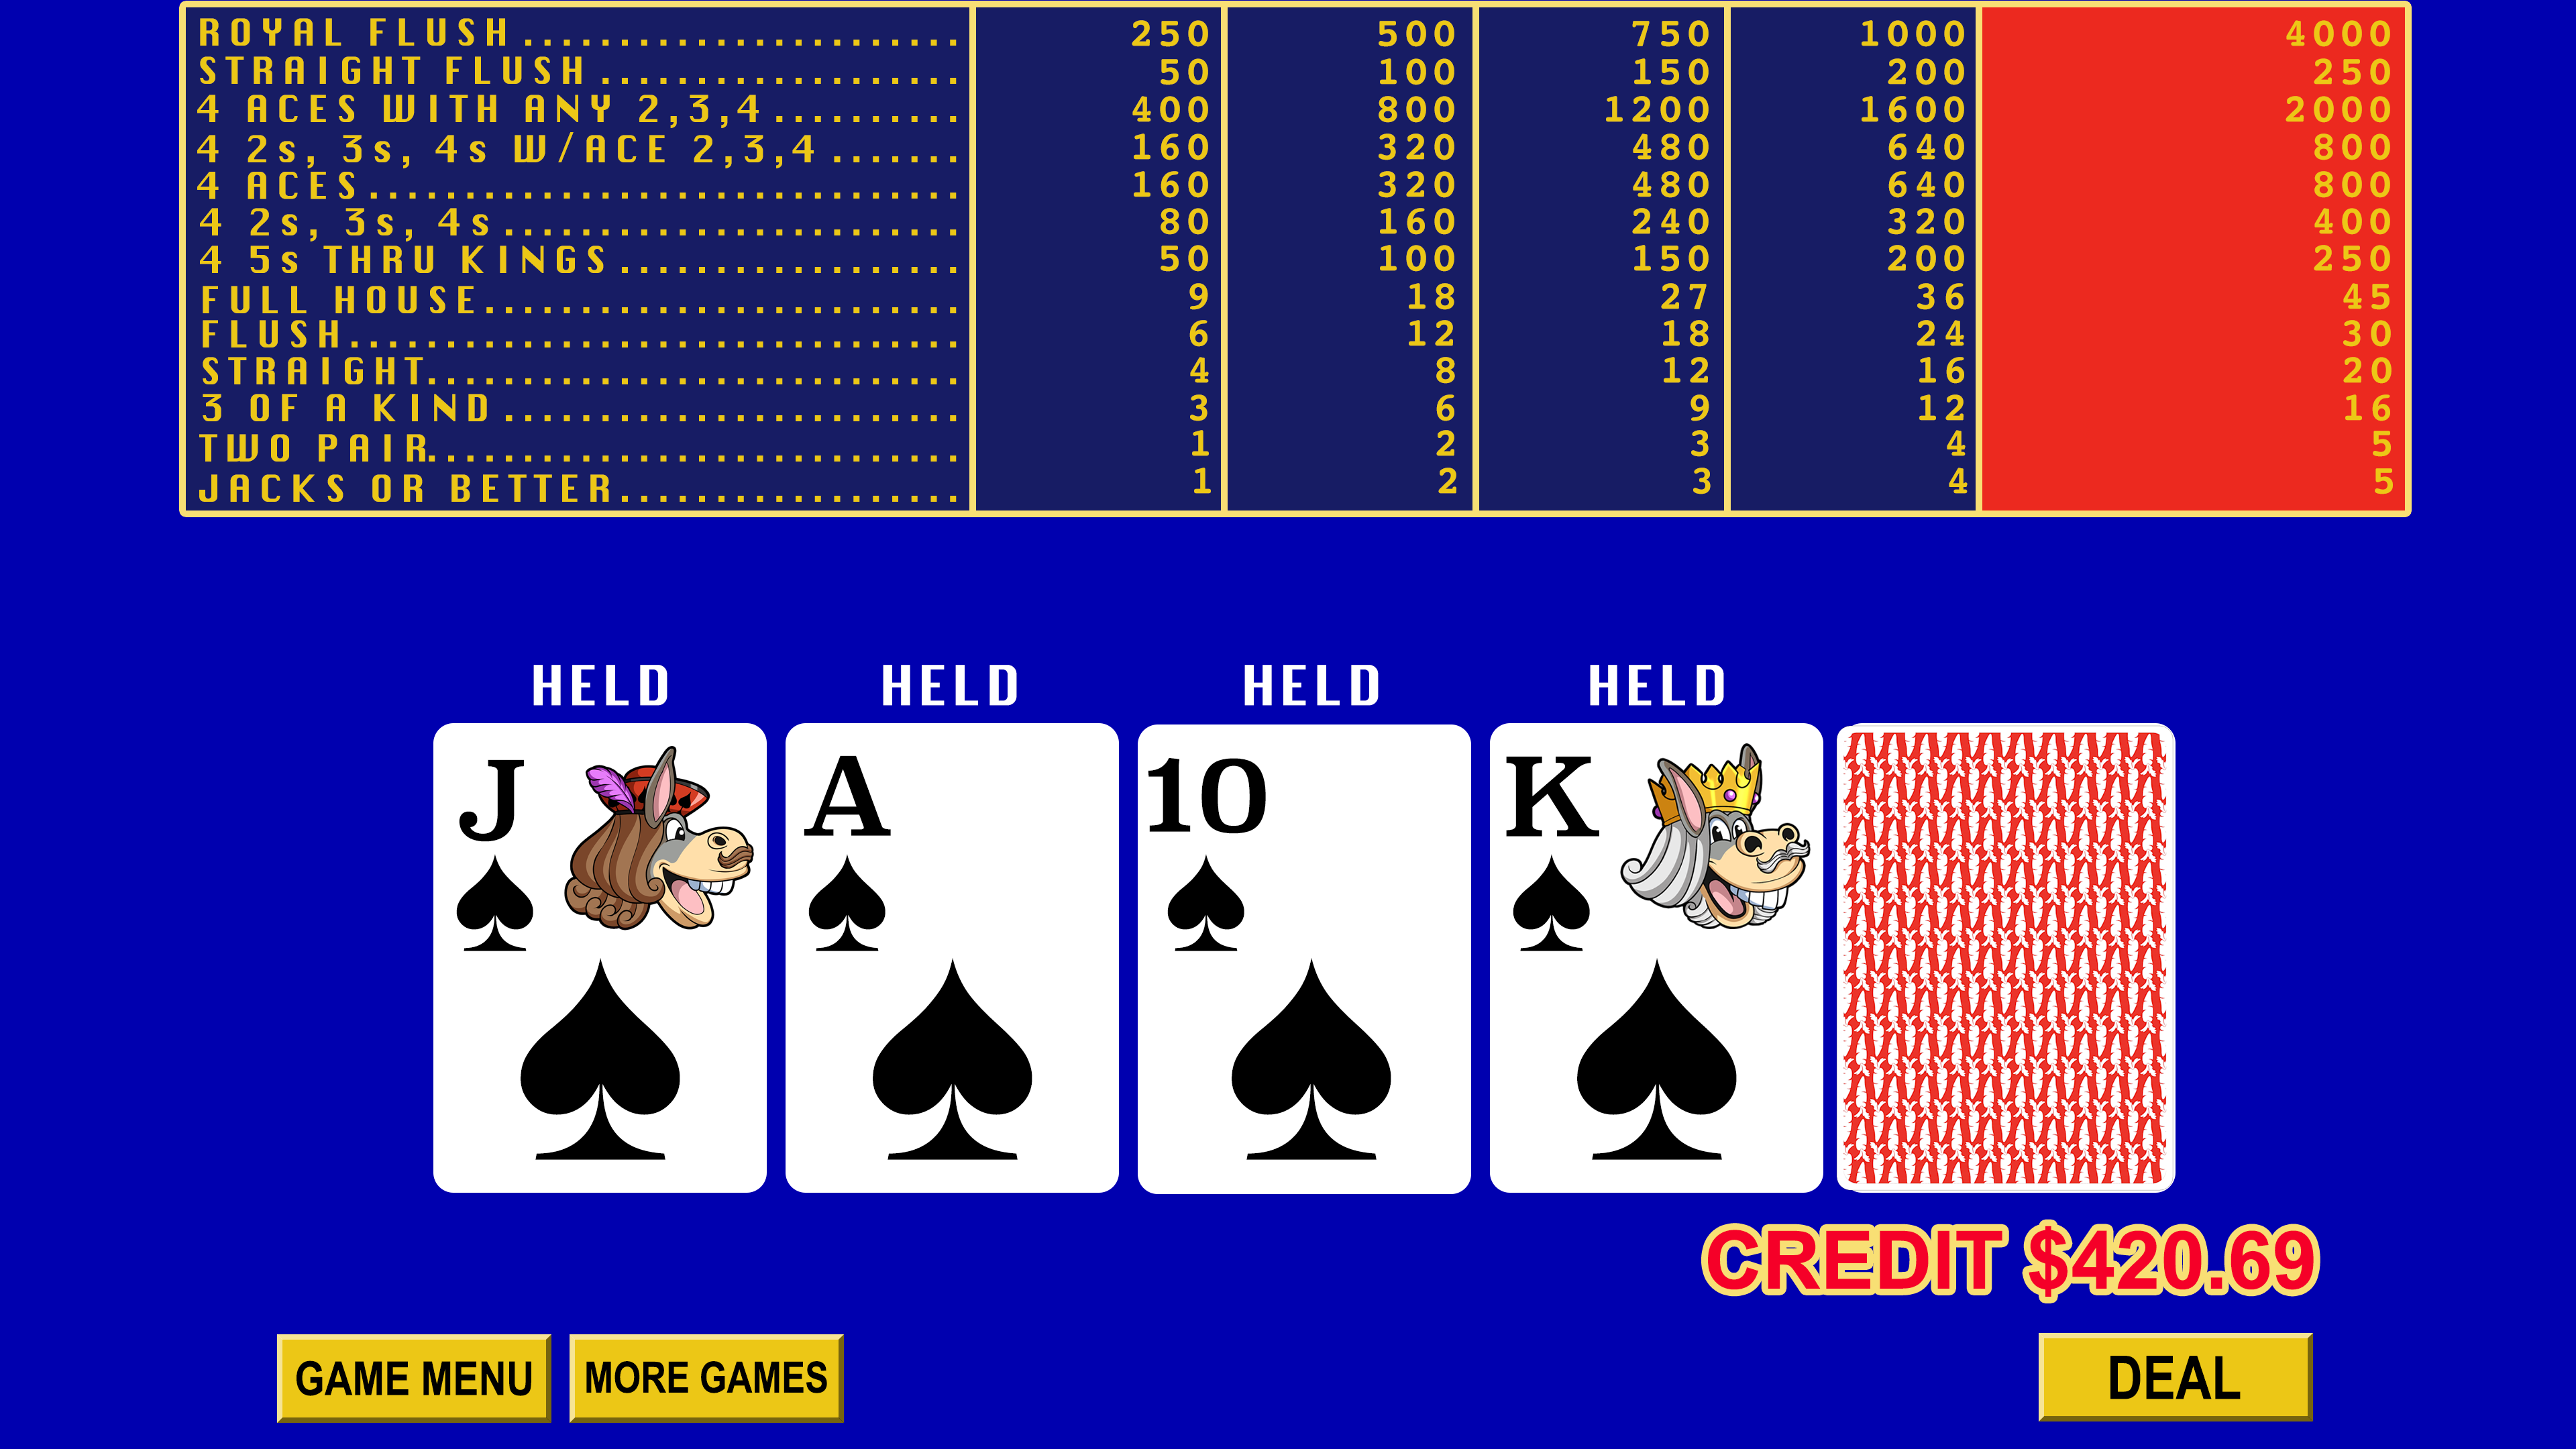 ROYAL FLUSH....................... 250 500 750 1000 4000
STRAIGHT FLUSH................... 50 100 150 200 250
4 ACES WITH ANY 2,3,4.......... 400 800 1200 1600 2000
4 2s, 3s, 4s W/ACE 2,3,4....... 160 320 480 640 800
4 ACES............................... 160 320 480 640 800
4 2s, 3s, 4s........................ 80 160 240 320 400
4 5s THRU KINGS.................. 50 100 150 200 250
FULL HOUSE......................... 9 18 27 36 45
FLUSH................................ 6 12 18 24 30
STRAIGHT............................ 4 8 12 16 20
3 OF A KIND........................ 3 6 9 12 16
TWO PAIR............................ 1 2 3 4 5
JACKS OR BETTER.................. 1 2 3 4 5
HELD HELD HELD HELD
J A 10 K
CREDIT $420.69
GAME MENU MORE GAMES DEAL